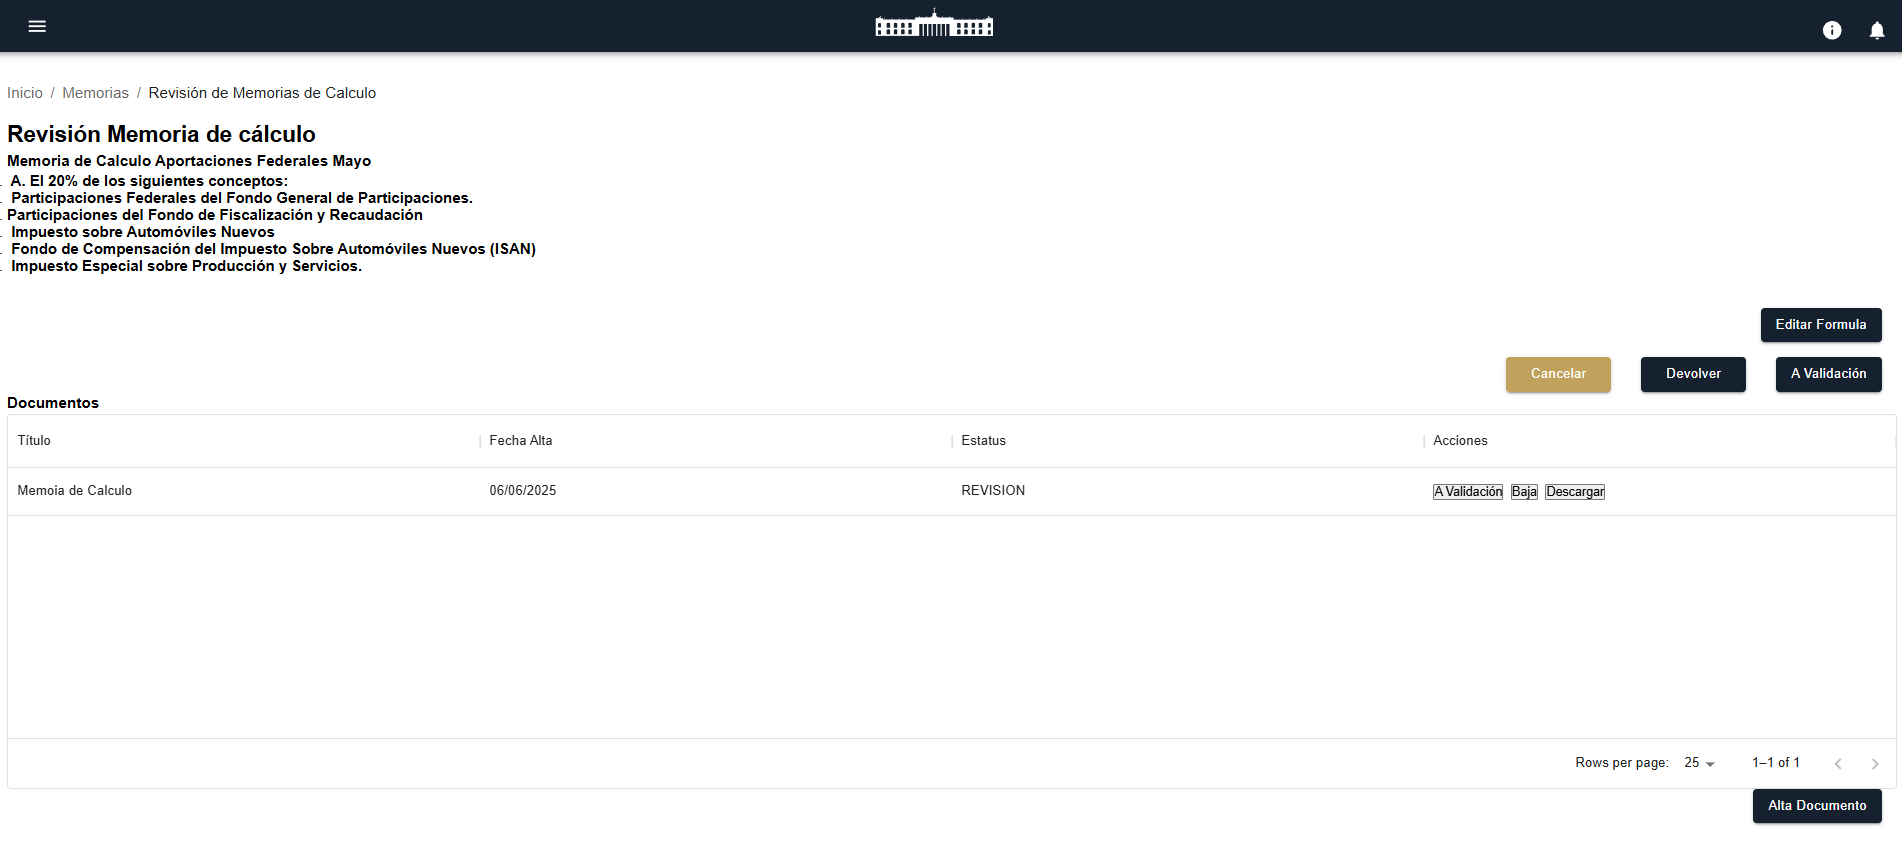 Inicio / Memorias / Revisión de Memorias de Calculo
Revisión Memoria de cálculo
Memoria de Calculo Aportaciones Federales Mayo
. A. El 20% de los siguientes conceptos:
. Participaciones Federales del Fondo General de Participaciones.
. Participaciones del Fondo de Fiscalización y Recaudación
. Impuesto sobre Automóviles Nuevos
. Fondo de Compensación del Impuesto Sobre Automóviles Nuevos (ISAN)
. Impuesto Especial sobre Producción y Servicios.
Editar Formula
Cancelar Devolver A Validación
Documentos
Título Fecha Alta Estatus Acciones
Memoia de Calculo 06/06/2025 REVISION A Validación Baja Descargar
Rows per page: 25 1–1 of 1
Alta Documento